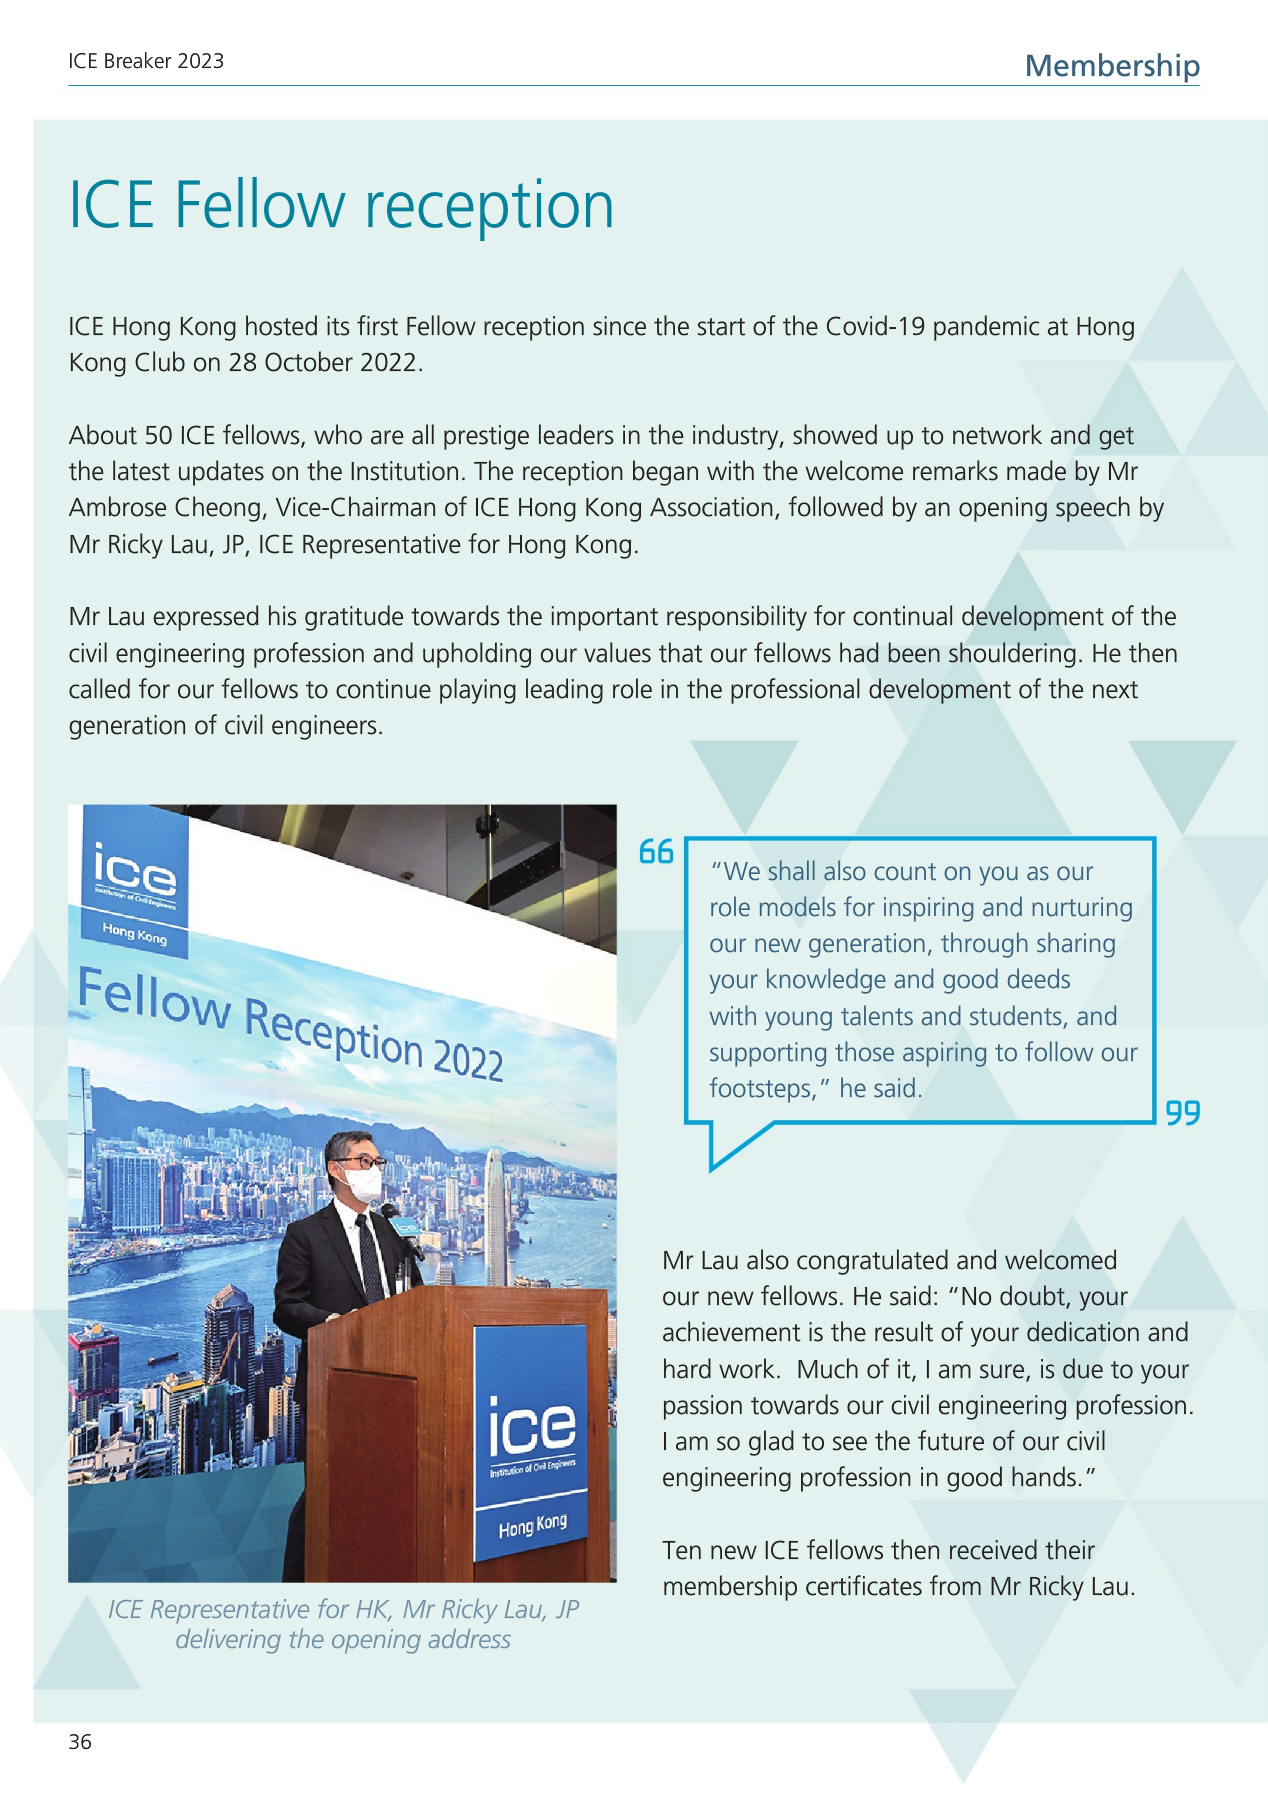 ICE Breaker 2023
Membership
ICE Fellow reception
ICE Hong Kong hosted its first Fellow reception since the start of the Covid-19 pandemic at Hong
Kong Club on 28 October 2022.
About 50 ICE fellows, who are all prestige leaders in the industry, showed up to network and get
the latest updates on the Institution. The reception began with the welcome remarks made by Mr
Ambrose Cheong, Vice-Chairman of ICE Hong Kong Association, followed by an opening speech by
Mr Ricky Lau, JP, ICE Representative for Hong Kong.
Mr Lau expressed his gratitude towards the important responsibility for continual development of the
civil engineering profession and upholding our values that our fellows had been shouldering. He then
called for our fellows to continue playing leading role in the professional development of the next
generation of civil engineers.
ice
Institution of Civil Engineers
Hong Kong
Fellow Reception 2022
ice
ice
Institution of Civil Engineers
Hong Kong
ICE Representative for HK, Mr Ricky Lau, JP
delivering the opening address
“We shall also count on you as our
role models for inspiring and nurturing
our new generation, through sharing
your knowledge and good deeds
with young talents and students, and
supporting those aspiring to follow our
footsteps,” he said.
Mr Lau also congratulated and welcomed
our new fellows. He said: “No doubt, your
achievement is the result of your dedication and
hard work.  Much of it, I am sure, is due to your
passion towards our civil engineering profession.
I am so glad to see the future of our civil
engineering profession in good hands.”
Ten new ICE fellows then received their
membership certificates from Mr Ricky Lau.
36